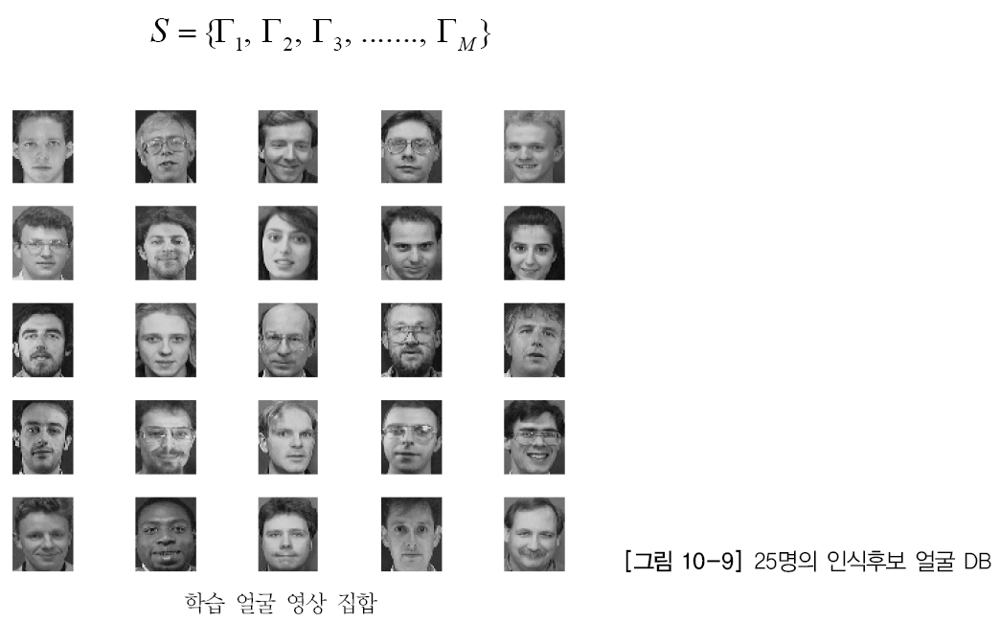 S = {Γ₁, Γ₂, Γ₃, ......., Γ_M}
[그림 10-9] 25명의 인식후보 얼굴 DB
학습 얼굴 영상 집합